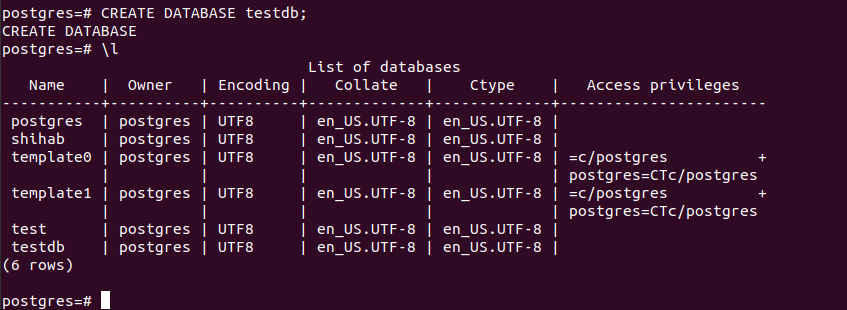 postgres=# CREATE DATABASE testdb;
CREATE DATABASE
postgres=# \l
                                  List of databases
   Name    |  Owner   | Encoding |   Collate   |    Ctype    |   Access privileges   
-----------+----------+----------+-------------+-------------+-----------------------
 postgres  | postgres | UTF8     | en_US.UTF-8 | en_US.UTF-8 | 
 shihab    | postgres | UTF8     | en_US.UTF-8 | en_US.UTF-8 | 
 template0 | postgres | UTF8     | en_US.UTF-8 | en_US.UTF-8 | =c/postgres          +
           |          |          |             |             | postgres=CTc/postgres
 template1 | postgres | UTF8     | en_US.UTF-8 | en_US.UTF-8 | =c/postgres          +
           |          |          |             |             | postgres=CTc/postgres
 test      | postgres | UTF8     | en_US.UTF-8 | en_US.UTF-8 | 
 testdb    | postgres | UTF8     | en_US.UTF-8 | en_US.UTF-8 | 
(6 rows)

postgres=#